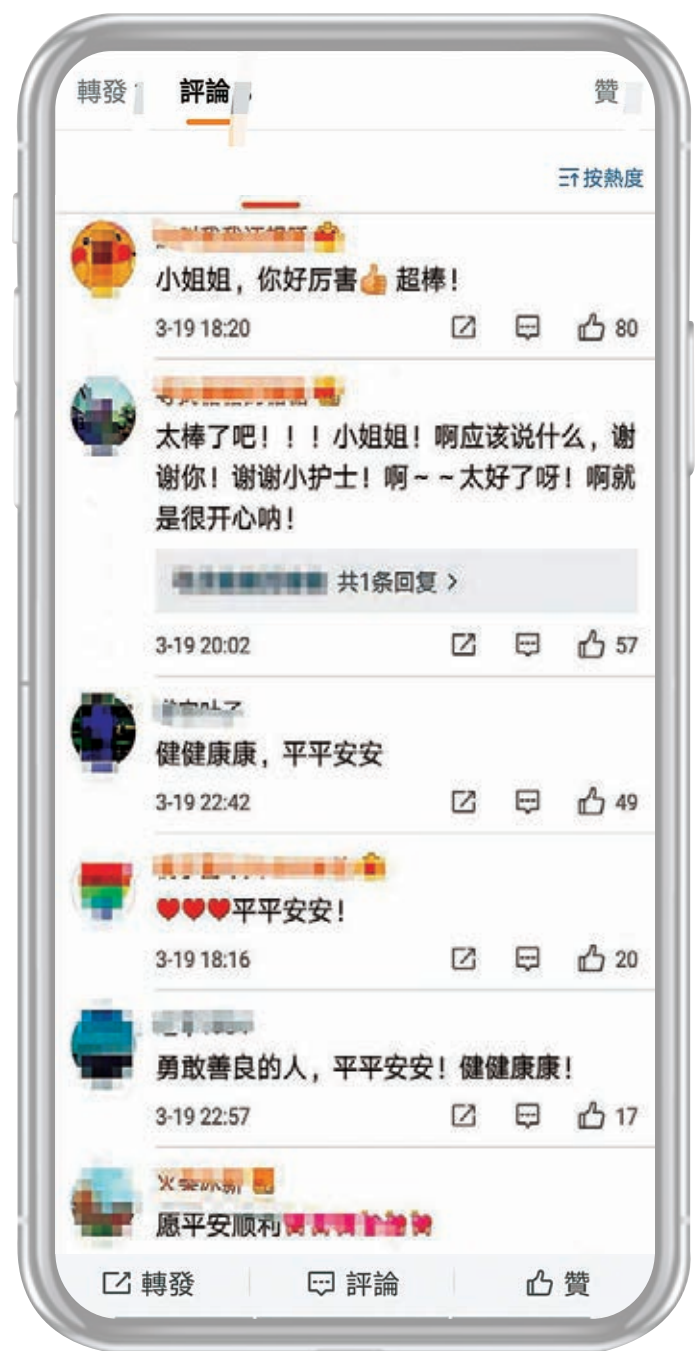 轉發
評論
贊
按熱度
小姐姐，你好厉害👍 超棒！
3-19 18:20
80
太棒了吧！！！小姐姐！啊应该说什么，谢
谢你！谢谢小护士！啊~ ~太好了呀！啊就
是很开心呐！
共1条回复 >
3-19 20:02
57
健健康康，平平安安
3-19 22:42
49
♥♥♥平平安安！
3-19 18:16
20
勇敢善良的人，平平安安！健健康康！
3-19 22:57
17
愿平安顺利
轉發
評論
贊